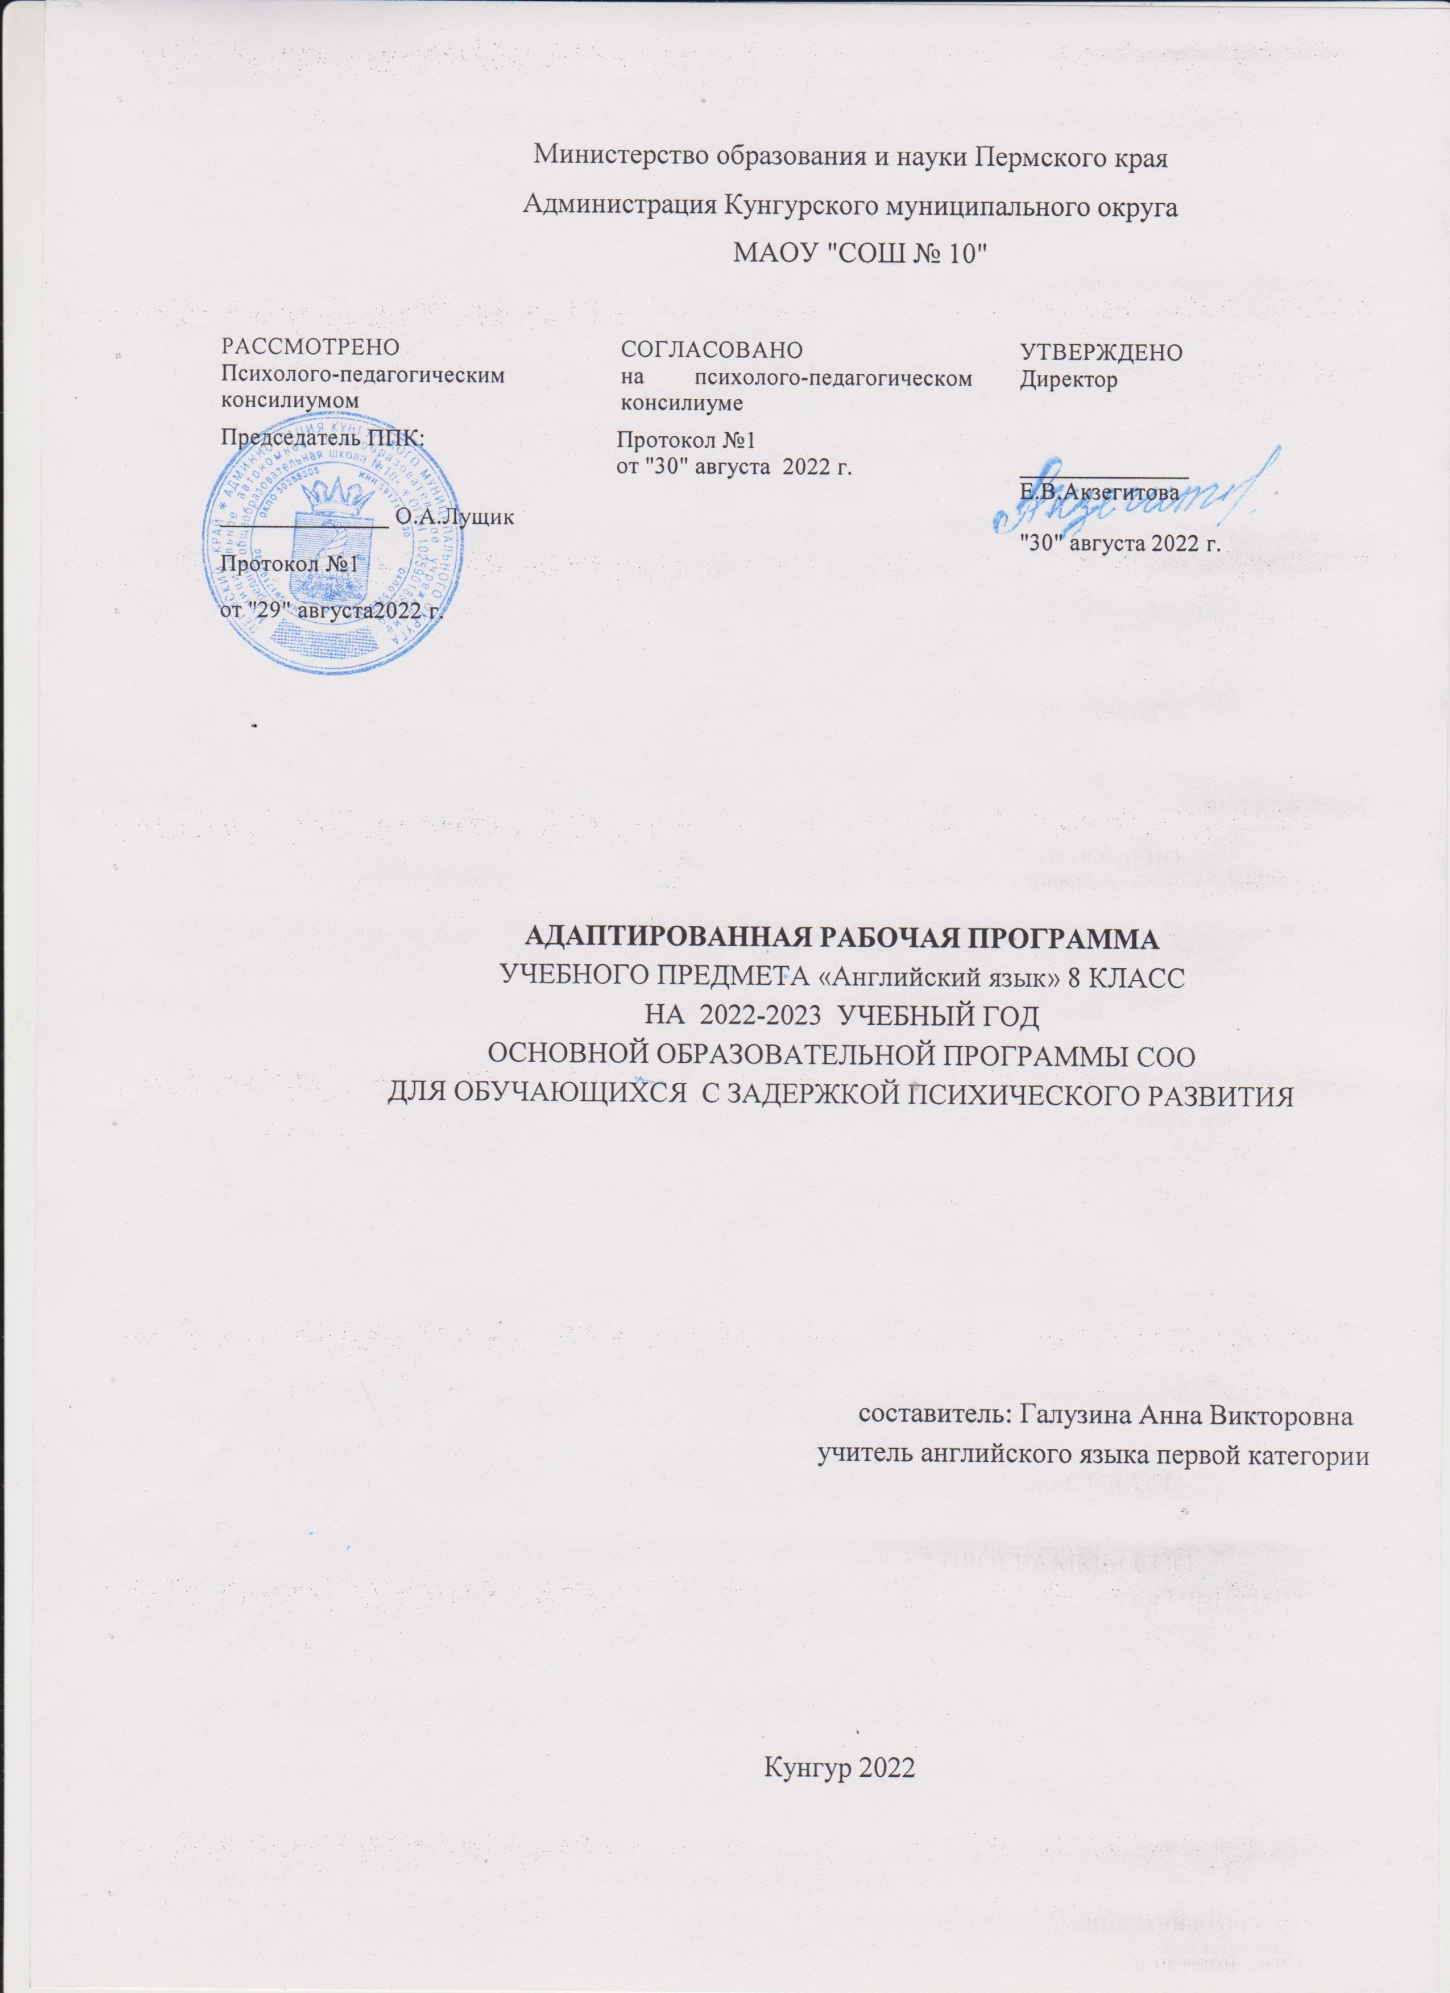 Министерство образования и науки Пермского края
Администрация Кунгурского муниципального округа
МАОУ "СОШ № 10"
РАССМОТРЕНО
Психолого-педагогическим
консилиумом
Председатель ППК:
О.А.Лущик
Протокол №1
от "29" августа2022 г.
СОГЛАСОВАНО
на психолого-педагогическом
консилиуме
Протокол №1
от "30" августа 2022 г.
УТВЕРЖДЕНО
Директор
Е.В.Акзегитова
"30" августа 2022 г.
АДАПТИРОВАННАЯ РАБОЧАЯ ПРОГРАММА
УЧЕБНОГО ПРЕДМЕТА «Английский язык» 8 КЛАСС
НА 2022-2023 УЧЕБНЫЙ ГОД
ОСНОВНОЙ ОБРАЗОВАТЕЛЬНОЙ ПРОГРАММЫ СОО
ДЛЯ ОБУЧАЮЩИХСЯ С ЗАДЕРЖКОЙ ПСИХИЧЕСКОГО РАЗВИТИЯ
составитель: Галузина Анна Викторовна
учитель английского языка первой категории
Кунгур 2022